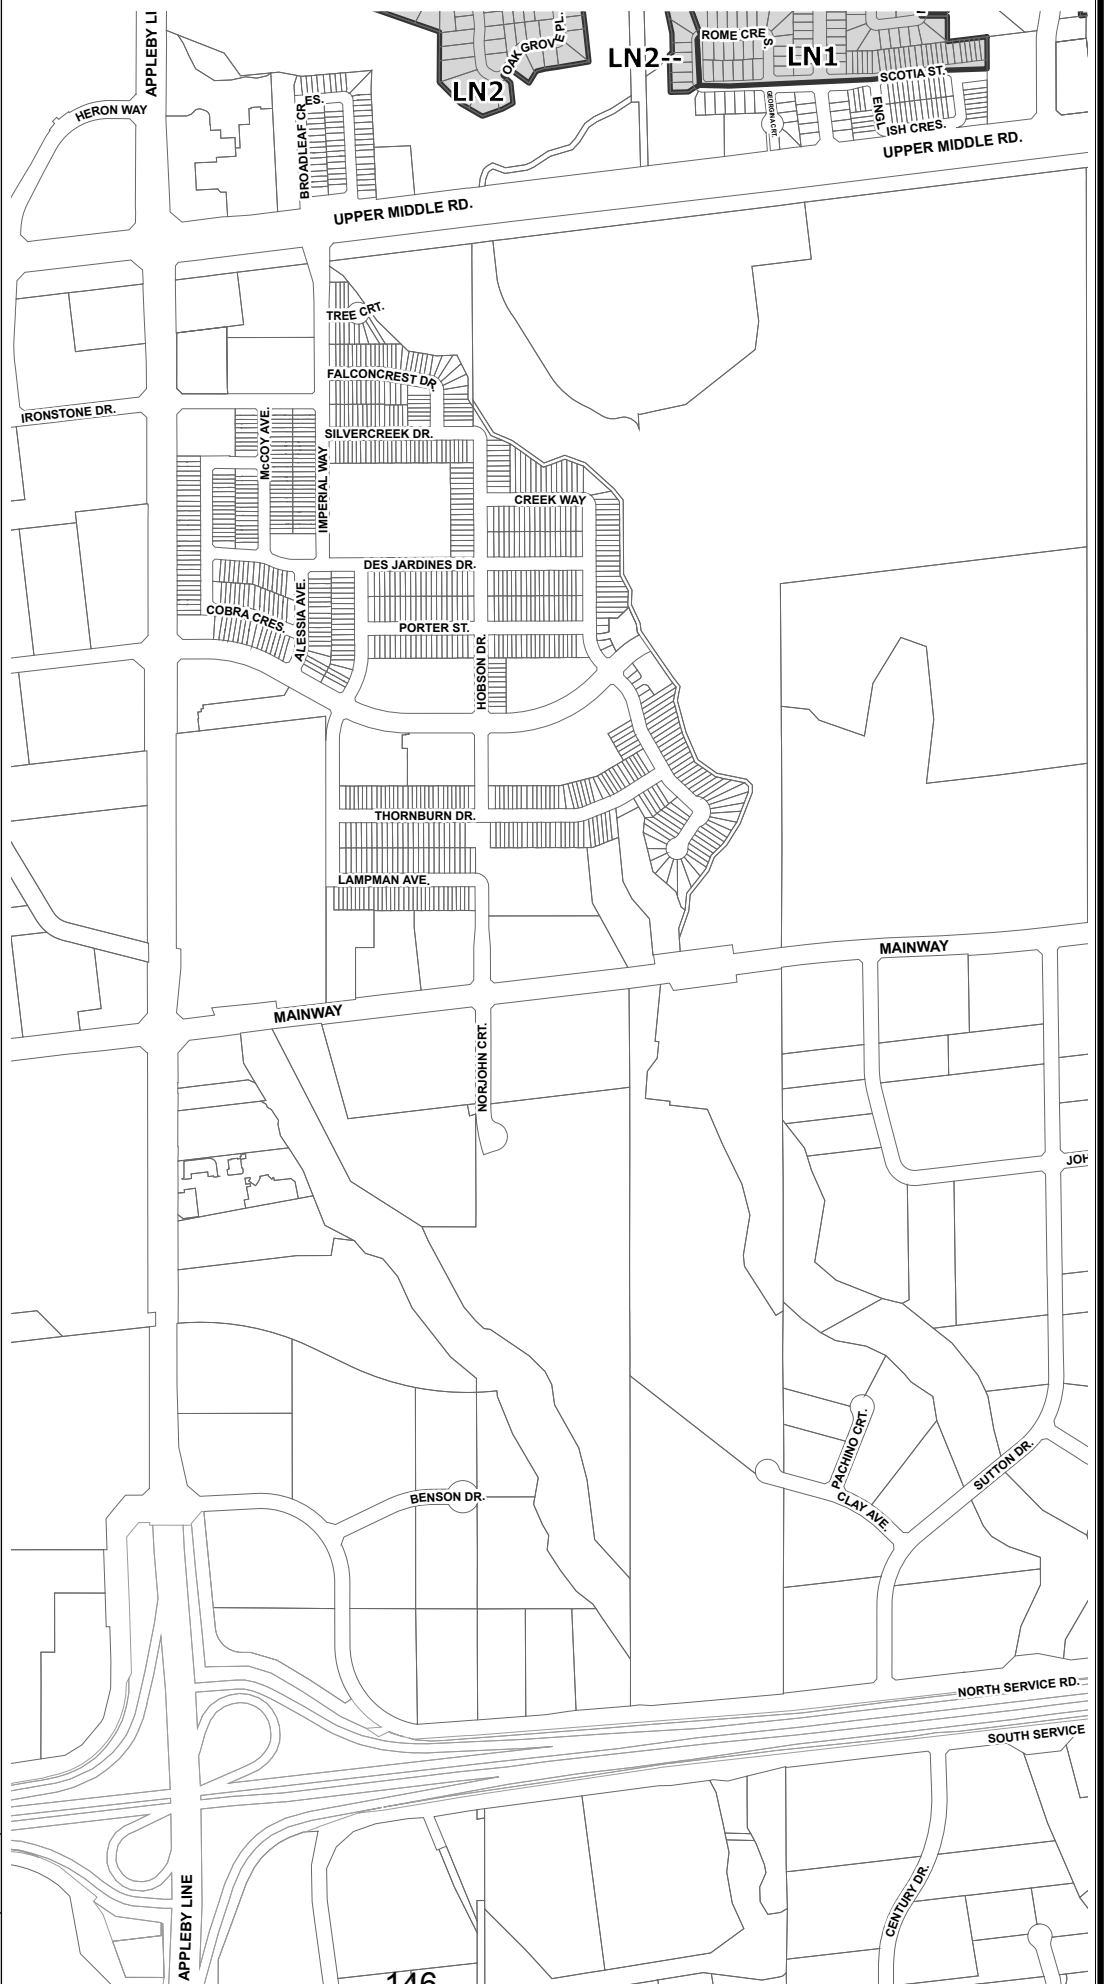 APPLEBY LI
OAK GROVE PL.
ROME CRES.
LN2--
LN1
LN2
SCOTIA ST.
HERON WAY
BROADLEAF CRES.
GEORGINA CRT.
ENGLISH CRES.
UPPER MIDDLE RD.
UPPER MIDDLE RD.
TREE CRT.
FALCONCREST DR.
IRONSTONE DR.
McCOY AVE.
SILVERCREEK DR.
IMPERIAL WAY
CREEK WAY
DES JARDINES DR.
ALESSIA AVE.
COBRA CRES.
PORTER ST.
HOBSON DR.
THORNBURN DR.
LAMPMAN AVE.
MAINWAY
MAINWAY
NORJOHN CRT.
JOH
PACHINO CRT.
SUTTON DR.
BENSON DR.
CLAY AVE.
NORTH SERVICE RD.
SOUTH SERVICE
CENTURY DR.
APPLEBY LINE
146